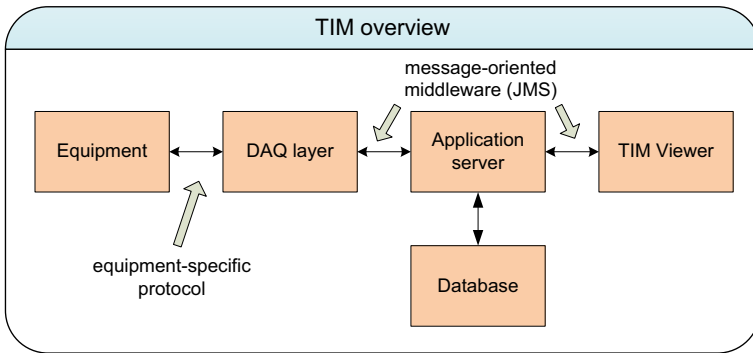 TIM overview
message-oriented
middleware (JMS)
Equipment
DAQ layer
Application
server
TIM Viewer
equipment-specific
protocol
Database